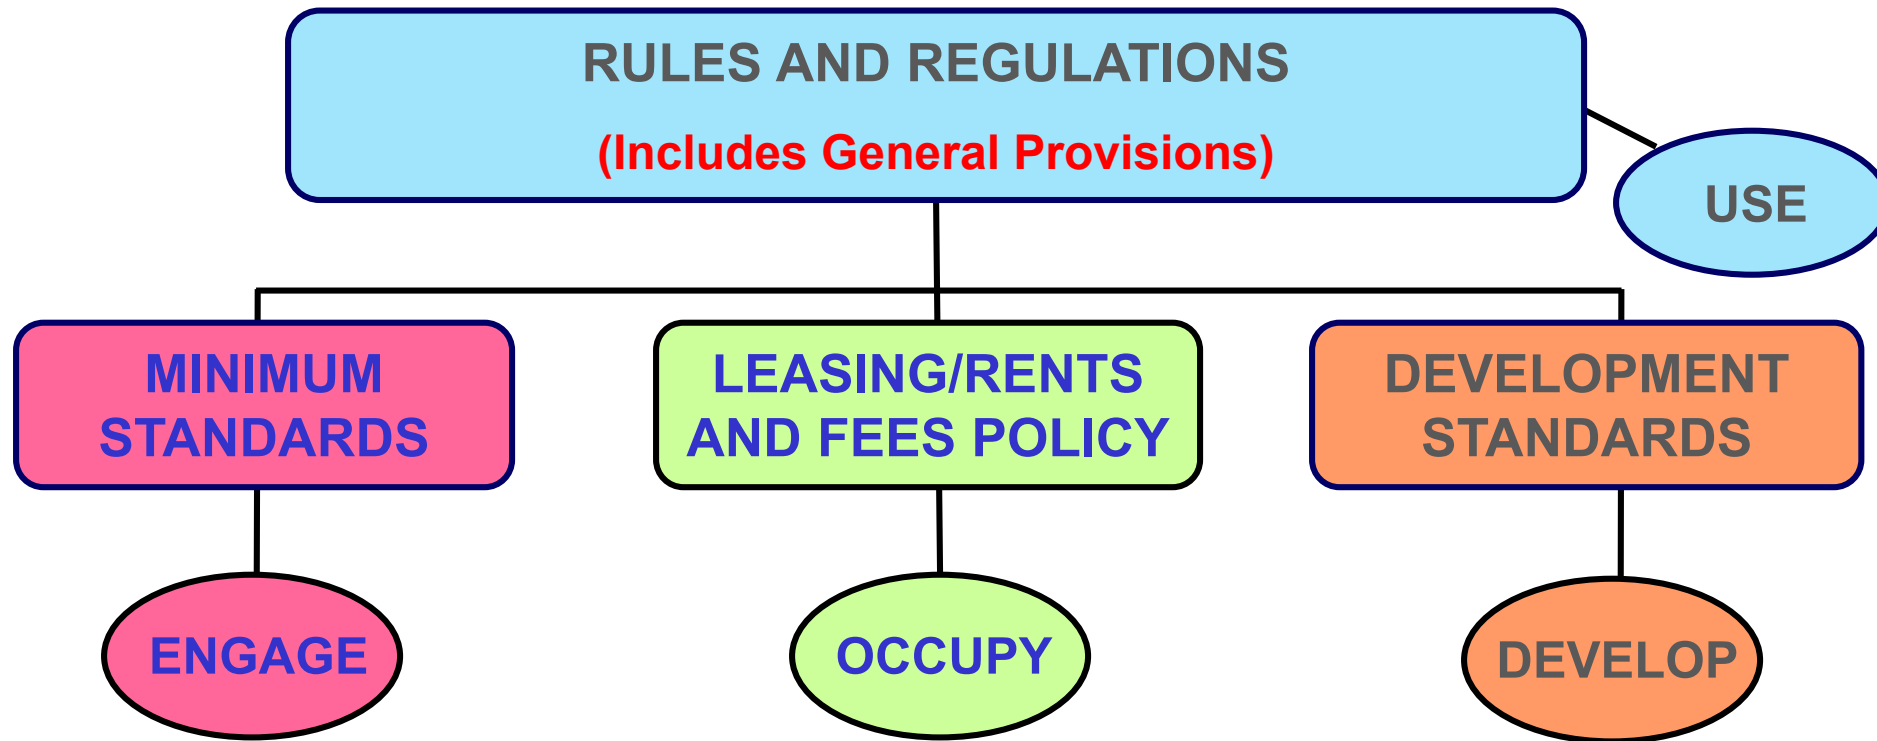 RULES AND REGULATIONS
(Includes General Provisions)
USE
MINIMUM
STANDARDS
LEASING/RENTS
AND FEES POLICY
DEVELOPMENT
STANDARDS
ENGAGE
OCCUPY
DEVELOP